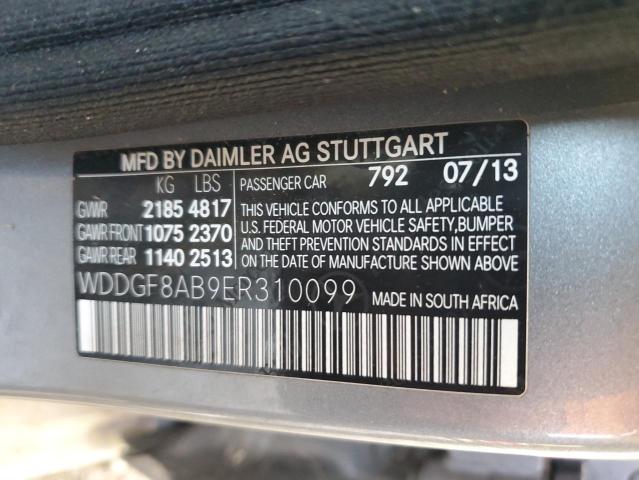 MFD BY DAIMLER AG STUTTGART
KG LBS
GVWR 2185 4817
GAWR FRONT 1075 2370
GAWR REAR 1140 2513
PASSENGER CAR 792 07/13
THIS VEHICLE CONFORMS TO ALL APPLICABLE
U.S. FEDERAL MOTOR VEHICLE SAFETY, BUMPER
AND THEFT PREVENTION STANDARDS IN EFFECT
ON THE DATE OF MANUFACTURE SHOWN ABOVE.
WDDGF8AB9ER310099 MADE IN SOUTH AFRICA